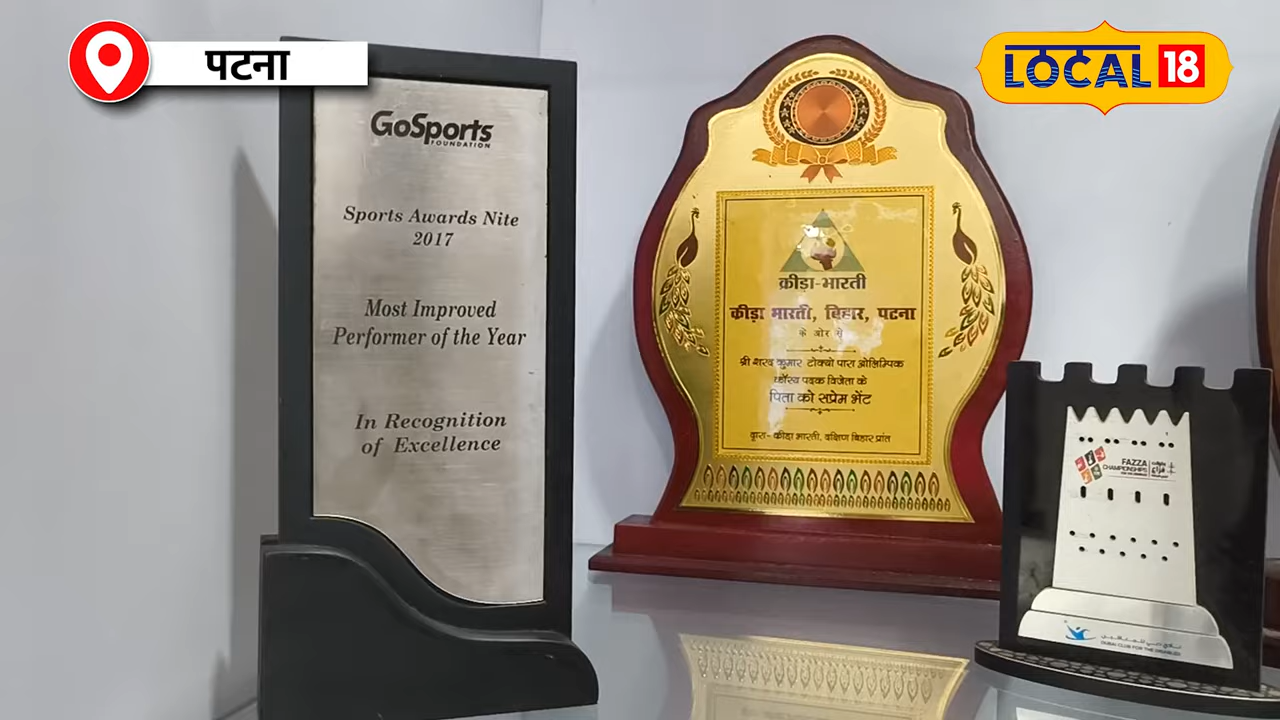 पटना
LOCAL 18
GoSports
FOUNDATION
Sports Awards Nite
2017
Most Improved
Performer of the Year
In Recognition
of Excellence
क्रीड़ा-भारती
क्रीड़ा भारती, बिहार, पटना
के ओर से
श्री शरद कुमार टोक्यो पारा ओलिम्पिक
काँस्य पदक विजेता के
पिता को सप्रेम भेंट
द्वारा- क्रीडा भारती, दक्षिण बिहार प्रांत
FAZZA
CHAMPIONSHIPS
DUBAI CLUB FOR THE DISABLED